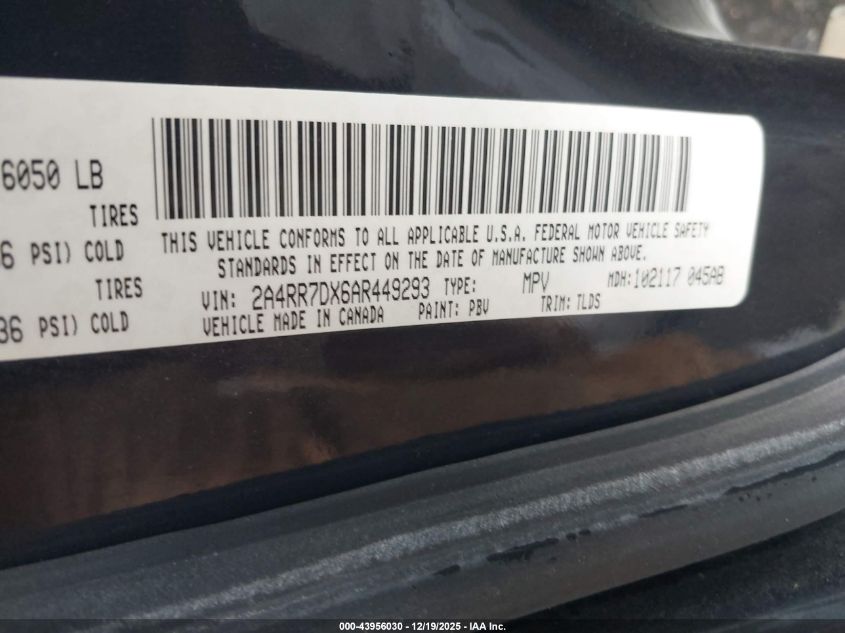 6050 LB
TIRES
6 PSI) COLD
TIRES
36 PSI) COLD
THIS VEHICLE CONFORMS TO ALL APPLICABLE U.S.A. FEDERAL MOTOR VEHICLE SAFETY
STANDARDS IN EFFECT ON THE DATE OF MANUFACTURE SHOWN ABOVE.
VIN: 2A4RR7DX6AR449293 TYPE: MPV MDH: 102117 045AB
VEHICLE MADE IN CANADA PAINT: PBV TRIM: TLDS
000-43956030 - 12/19/2025 - IAA Inc.